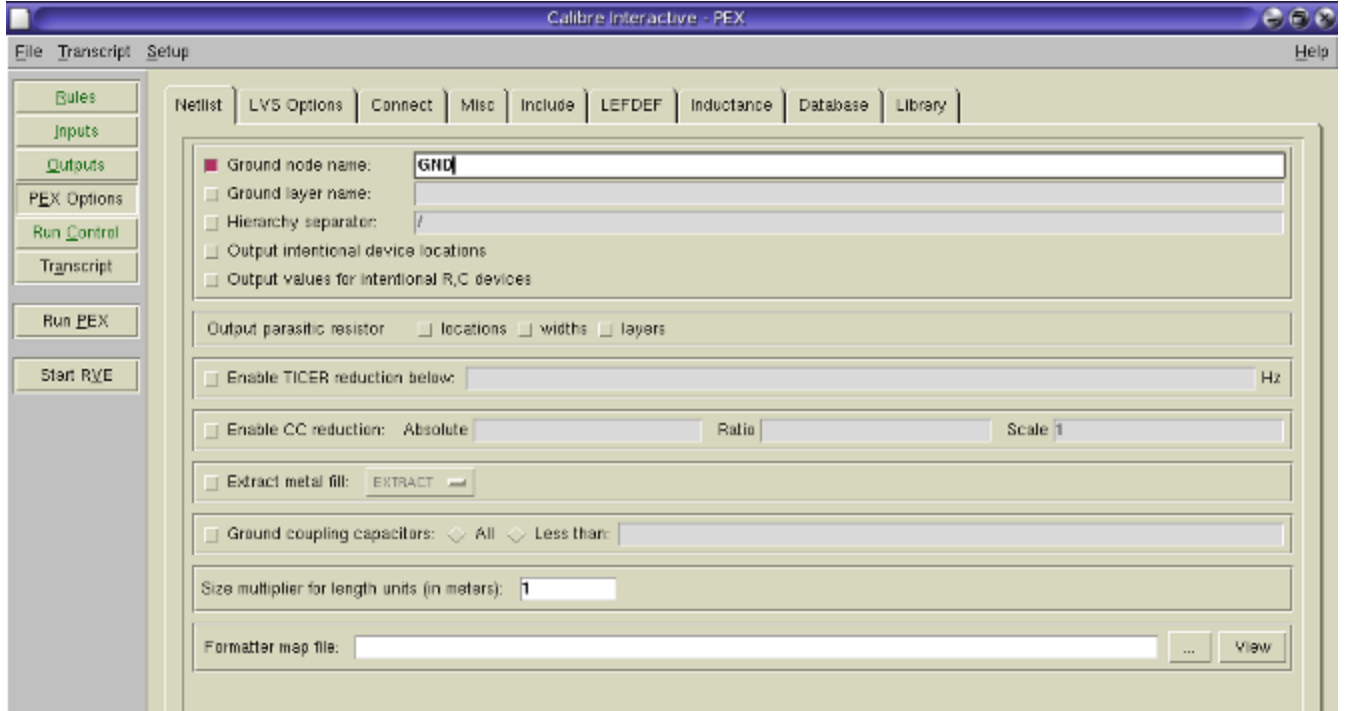 Calibre Interactive - PEX
File Transcript Setup Help
Rules
Inputs
Outputs
PEX Options
Run Control
Transcript
Run PEX
Start RVE
Netlist LVS Options Connect Misc Include LEFDEF Inductance Database Library
Ground node name: GND
Ground layer name:
Hierarchy separator: /
Output intentional device locations
Output values for intentional R,C devices
Output parasitic resistor locations widths layers
Enable TICER reduction below: Hz
Enable CC reduction: Absolute Ratio Scale 1
Extract metal fill: EXTRACT
Ground coupling capacitors: All Less than:
Size multiplier for length units (in meters): 1
Formatter map file: ... View